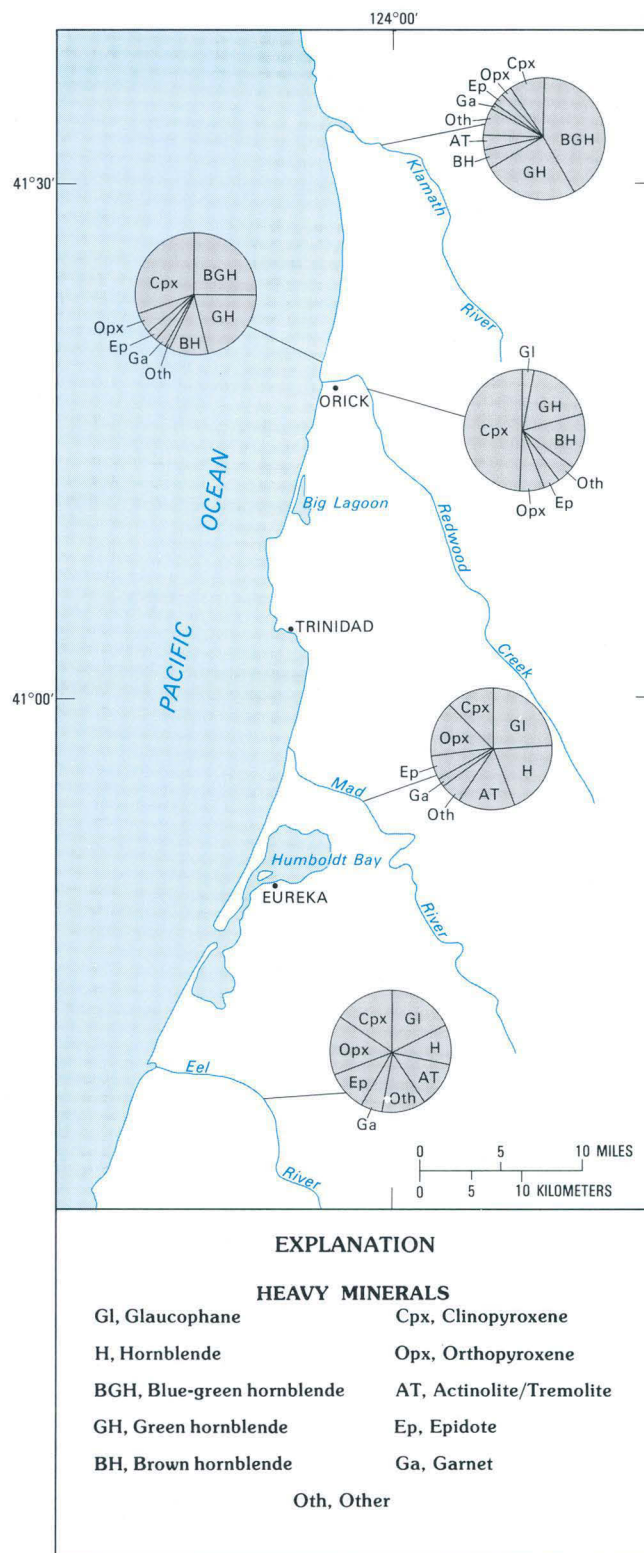 124°00'
41°30'
Cpx
Opx
Ep
Ga
Oth
AT
BH
GH
BGH
Klamath
River
BGH
Cpx
GH
Opx
Ep
Ga
BH
Oth
ORICK
Gl
GH
BH
Cpx
Oth
Ep
Opx
PACIFIC OCEAN
Big Lagoon
Redwood
Creek
TRINIDAD
41°00'
Cpx
Gl
Opx
H
Ep
Ga
AT
Oth
Mad
River
Humboldt Bay
EUREKA
Cpx
Gl
Opx
H
AT
Ep
Oth
Ga
Eel
River
0 5 10 MILES
0 5 10 KILOMETERS
EXPLANATION
HEAVY MINERALS
Gl, Glaucophane
H, Hornblende
BGH, Blue-green hornblende
GH, Green hornblende
BH, Brown hornblende
Cpx, Clinopyroxene
Opx, Orthopyroxene
AT, Actinolite/Tremolite
Ep, Epidote
Ga, Garnet
Oth, Other